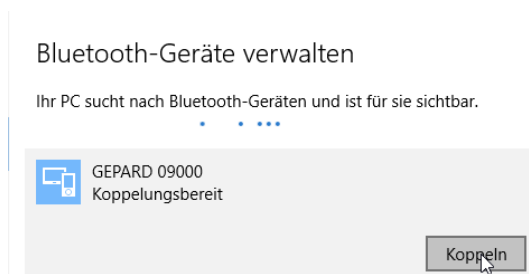 Bluetooth-Geräte verwalten
Ihr PC sucht nach Bluetooth-Geräten und ist für sie sichtbar.
GEPARD 09000
Koppelungsbereit
Koppeln